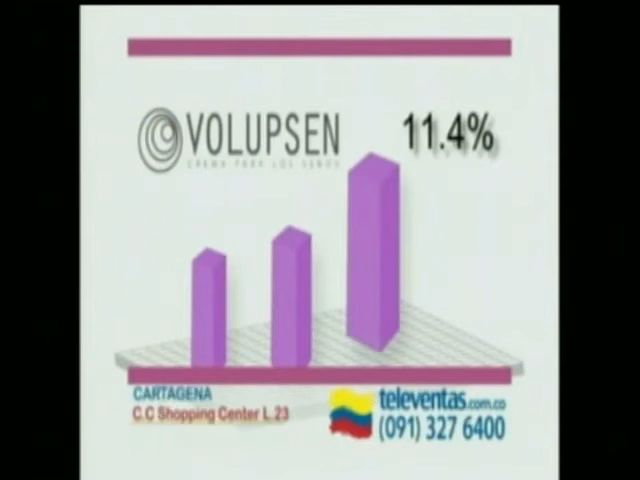 VOLUPSEN
CREMA PARA LOS SENOS
11.4%
CARTAGENA
C.C Shopping Center L.23
televentas.com.co
(091) 327 6400